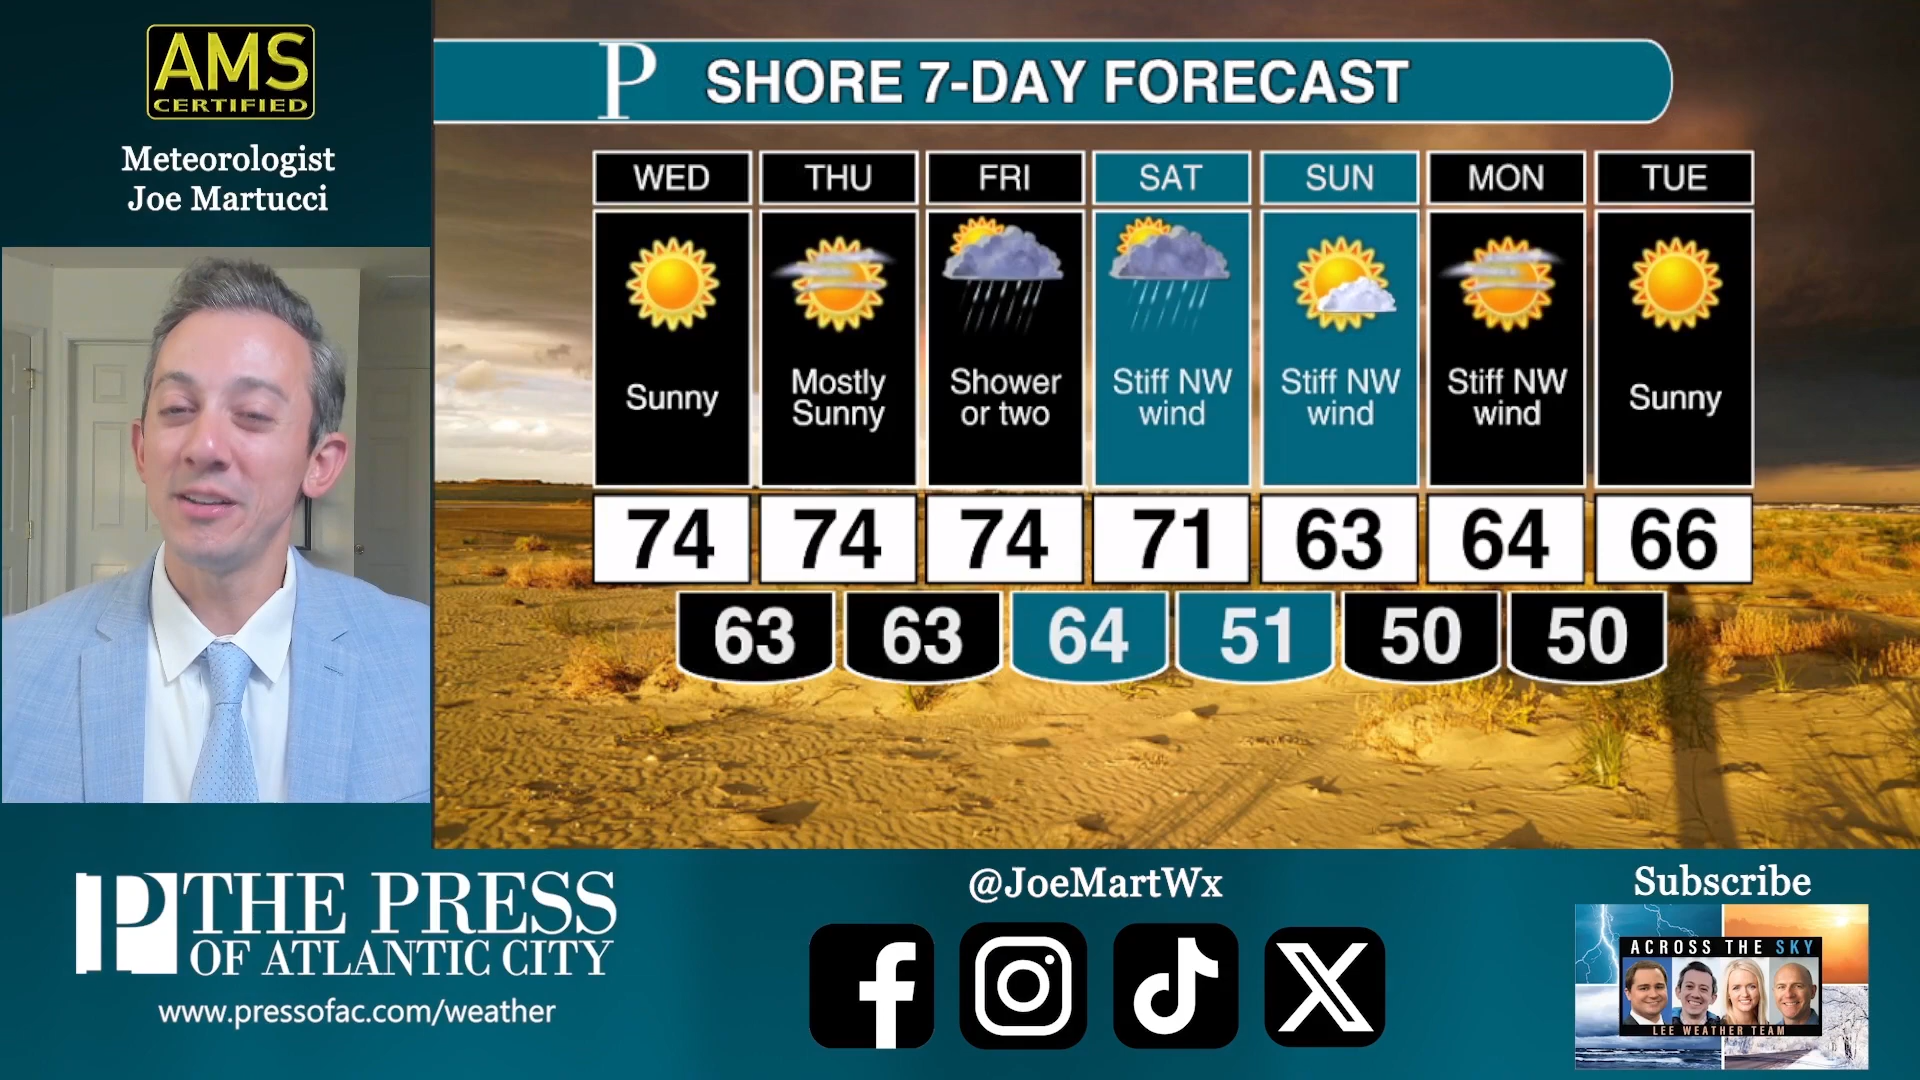 AMS
CERTIFIED
Meteorologist
Joe Martucci
P SHORE 7-DAY FORECAST
WED THU FRI SAT SUN MON TUE
Sunny
Mostly
Sunny
Shower
or two
Stiff NW
wind
Stiff NW
wind
Stiff NW
wind
Sunny
74 74 74 71 63 64 66
63 63 64 51 50 50
P THE PRESS
OF ATLANTIC CITY
www.pressofac.com/weather
@JoeMartWx
Subscribe
ACROSS THE SKY
LEE WEATHER TEAM